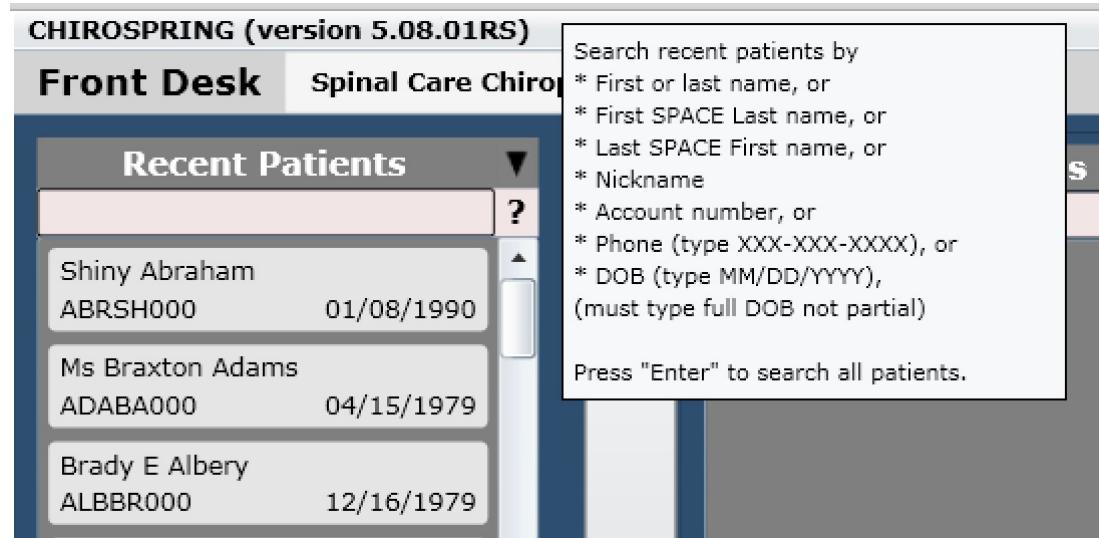 CHIROSPRING (version 5.08.01RS)
Front Desk Spinal Care
Recent Patients ▼
?
Shiny Abraham
ABRSH000 01/08/1990
Ms Braxton Adams
ADABA000 04/15/1979
Brady E Albery
ALBBR000 12/16/1979
Search recent patients by
* First or last name, or
* First SPACE Last name, or
* Last SPACE First name, or
* Nickname
* Account number, or
* Phone (type XXX-XXX-XXXX), or
* DOB (type MM/DD/YYYY),
(must type full DOB not partial)
Press "Enter" to search all patients.
s